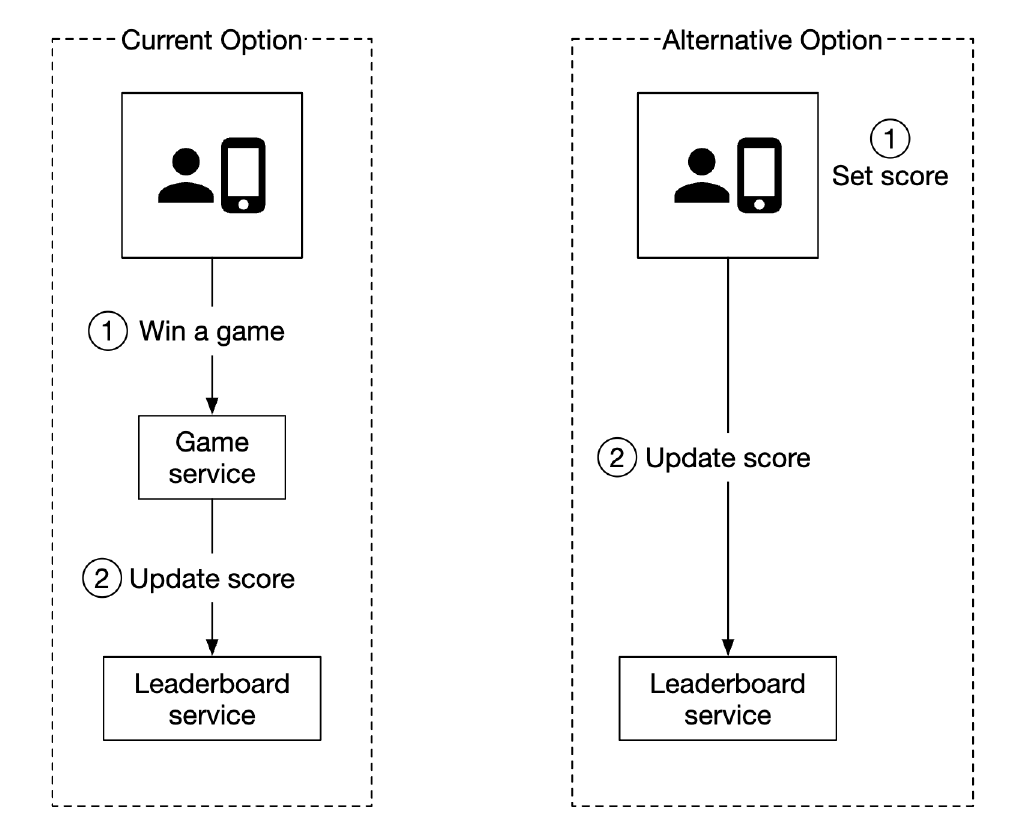 Current Option
1
Win a game
Game
service
2
Update score
Leaderboard
service
Alternative Option
1
Set score
2
Update score
Leaderboard
service